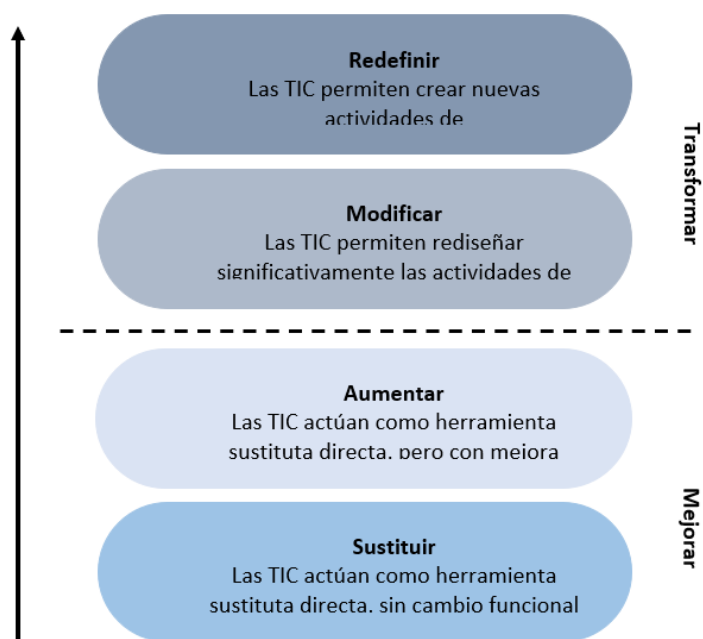 Redefinir
Las TIC permiten crear nuevas
actividades de
Modificar
Las TIC permiten rediseñar
significativamente las actividades de
Transformar
Aumentar
Las TIC actúan como herramienta
sustituta directa, pero con mejora
Sustituir
Las TIC actúan como herramienta
sustituta directa, sin cambio funcional
Mejorar